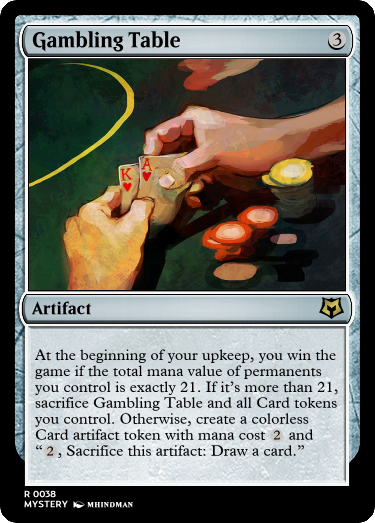 Gambling Table 3
K A
Artifact
At the beginning of your upkeep, you win the
game if the total mana value of permanents
you control is exactly 21. If it's more than 21,
sacrifice Gambling Table and all Card tokens
you control. Otherwise, create a colorless
Card artifact token with mana cost 2 and
“2, Sacrifice this artifact: Draw a card.”
R 0038
MYSTERY MHINDMAN